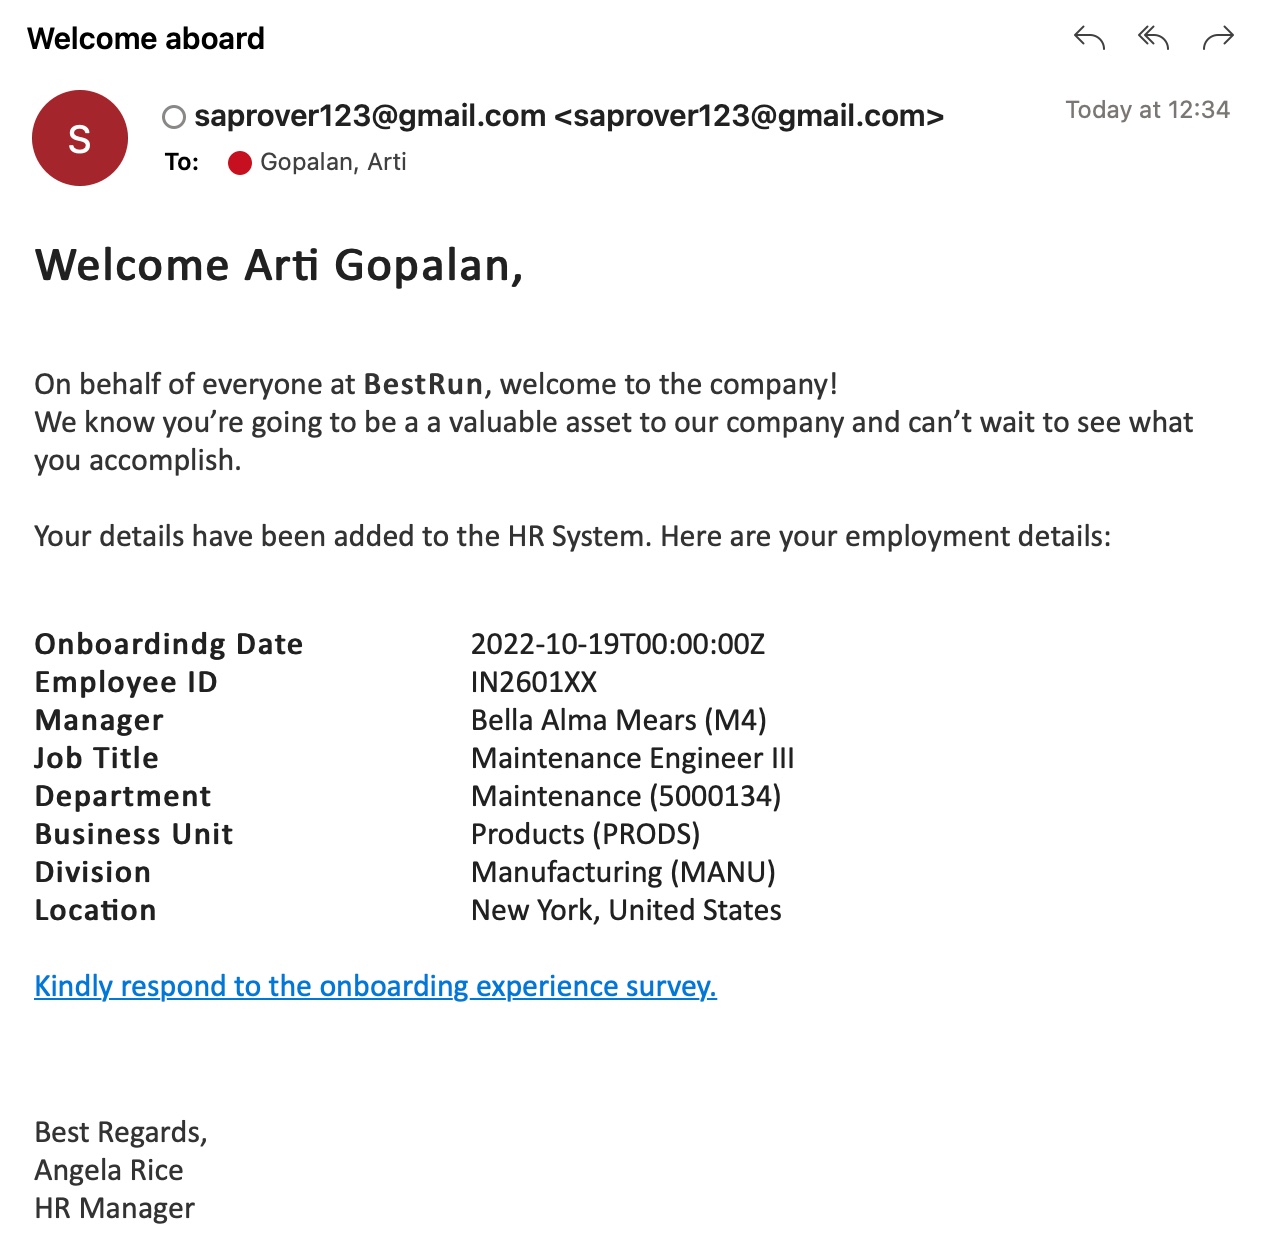 Welcome aboard
S
saprover123@gmail.com <saprover123@gmail.com>
Today at 12:34
To: Gopalan, Arti
Welcome Arti Gopalan,
On behalf of everyone at BestRun, welcome to the company!
We know you’re going to be a a valuable asset to our company and can’t wait to see what
you accomplish.
Your details have been added to the HR System. Here are your employment details:
Onboardindg Date 2022-10-19T00:00:00Z
Employee ID IN2601XX
Manager Bella Alma Mears (M4)
Job Title Maintenance Engineer III
Department Maintenance (5000134)
Business Unit Products (PRODS)
Division Manufacturing (MANU)
Location New York, United States
Kindly respond to the onboarding experience survey.
Best Regards,
Angela Rice
HR Manager